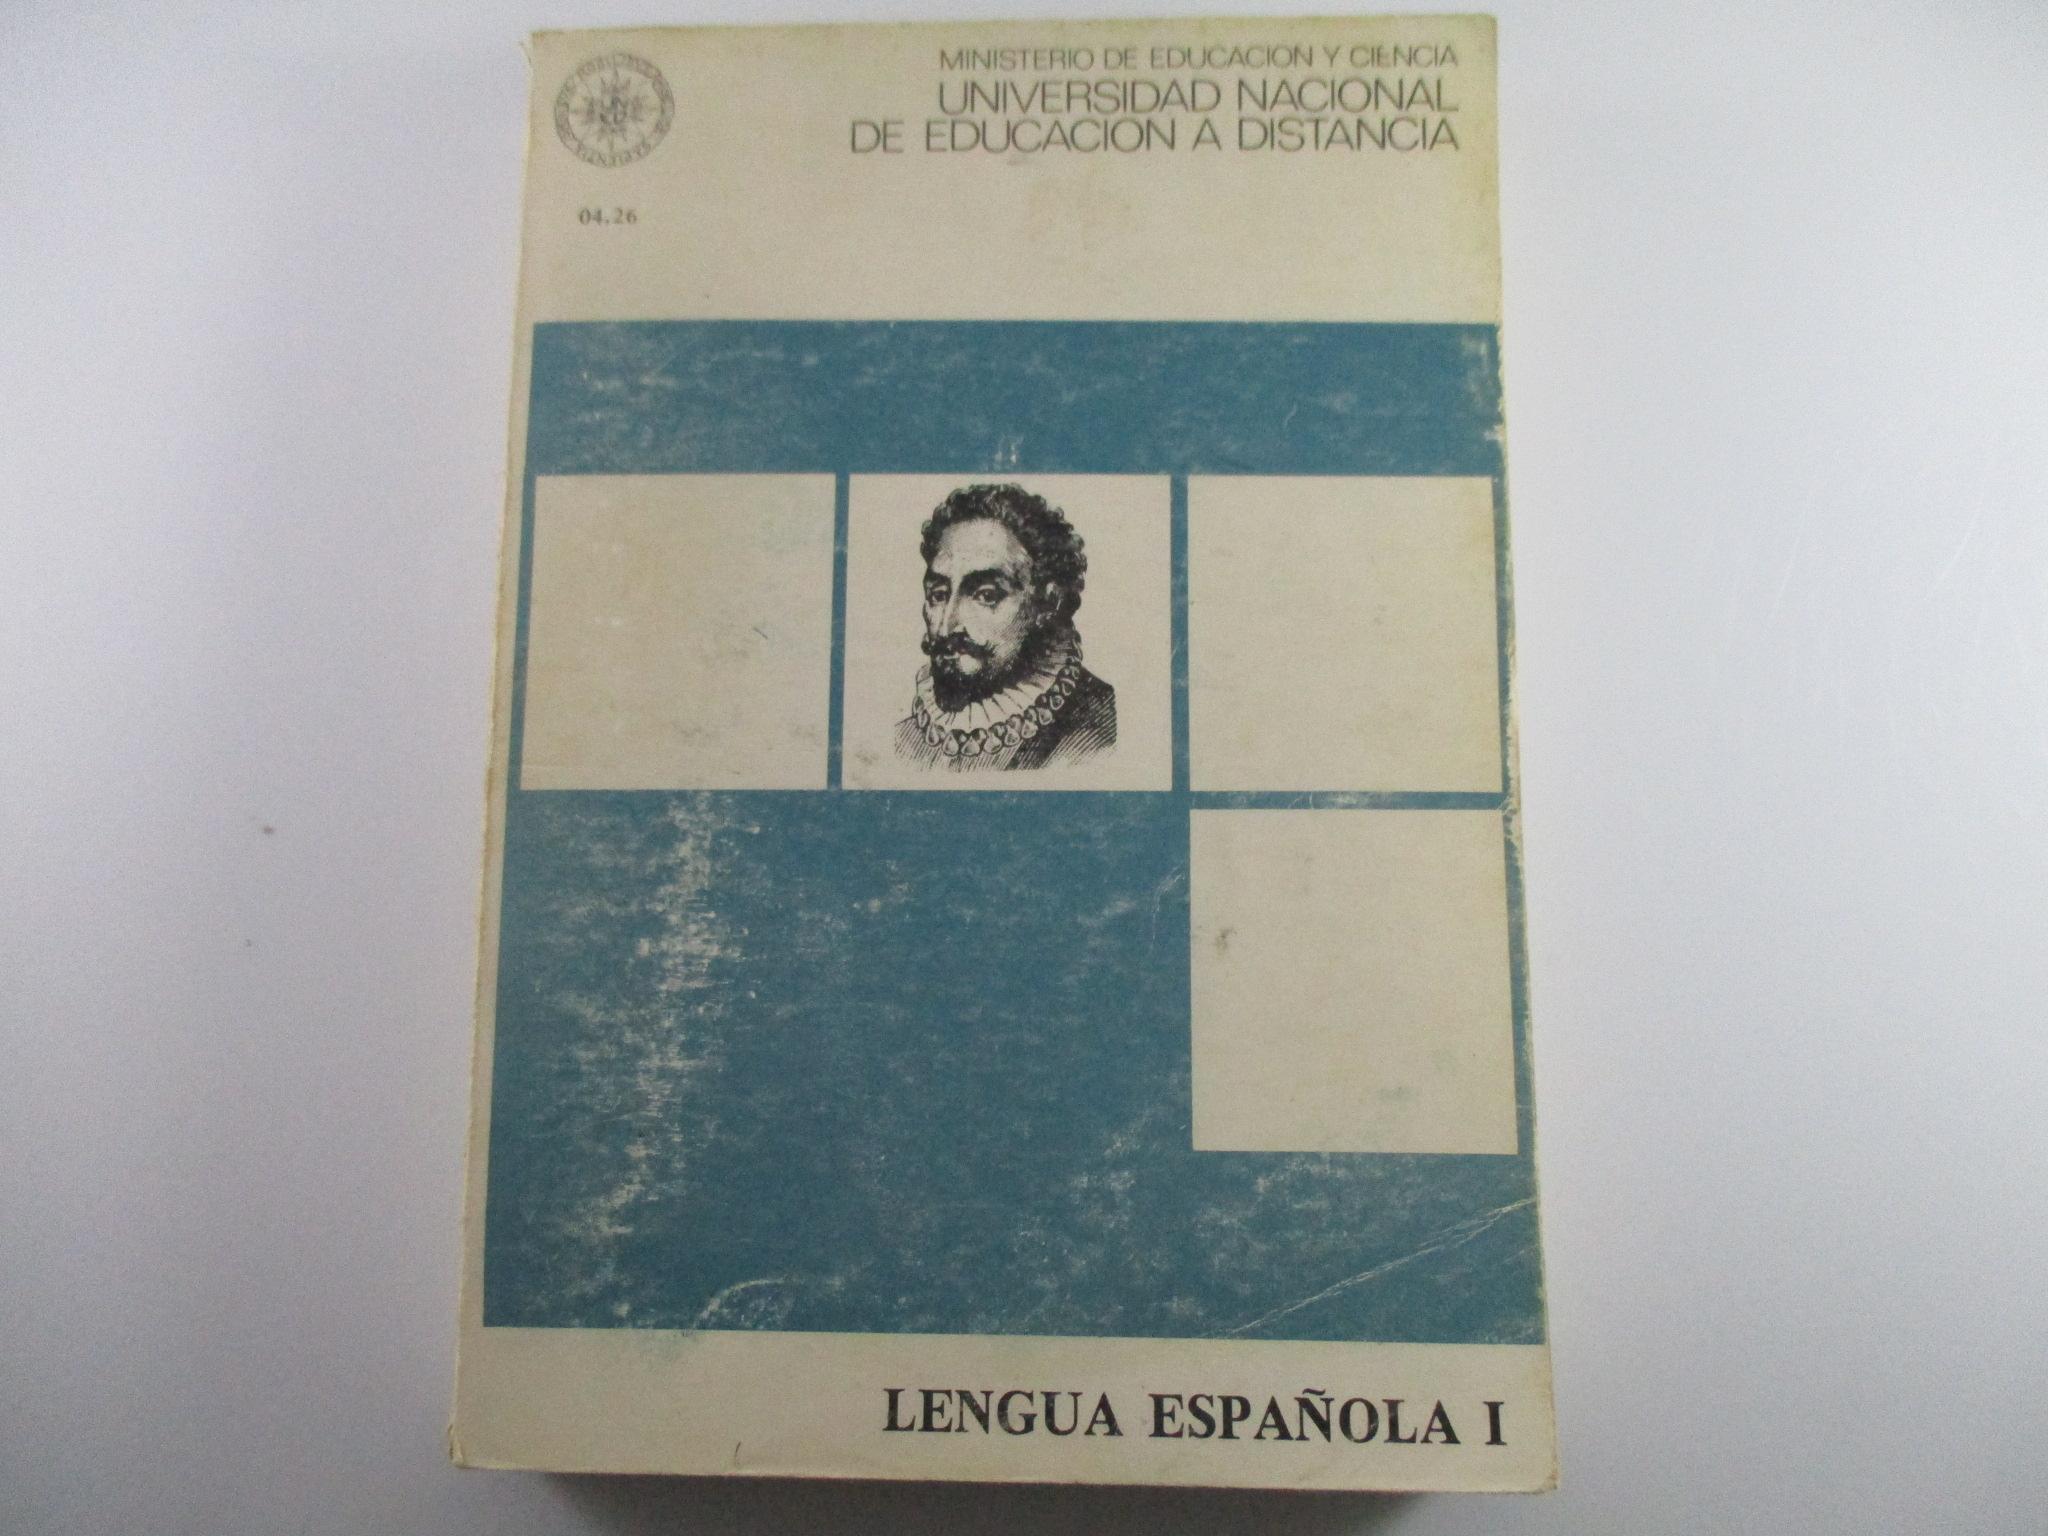 MINISTERIO DE EDUCACION Y CIENCIA
UNIVERSIDAD NACIONAL
DE EDUCACION A DISTANCIA
04.26
LENGUA ESPAÑOLA I